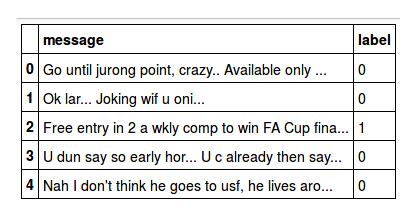 message label
0 Go until jurong point, crazy.. Available only ... 0
1 Ok lar... Joking wif u oni... 0
2 Free entry in 2 a wkly comp to win FA Cup fina... 1
3 U dun say so early hor... U c already then say... 0
4 Nah I don't think he goes to usf, he lives aro... 0